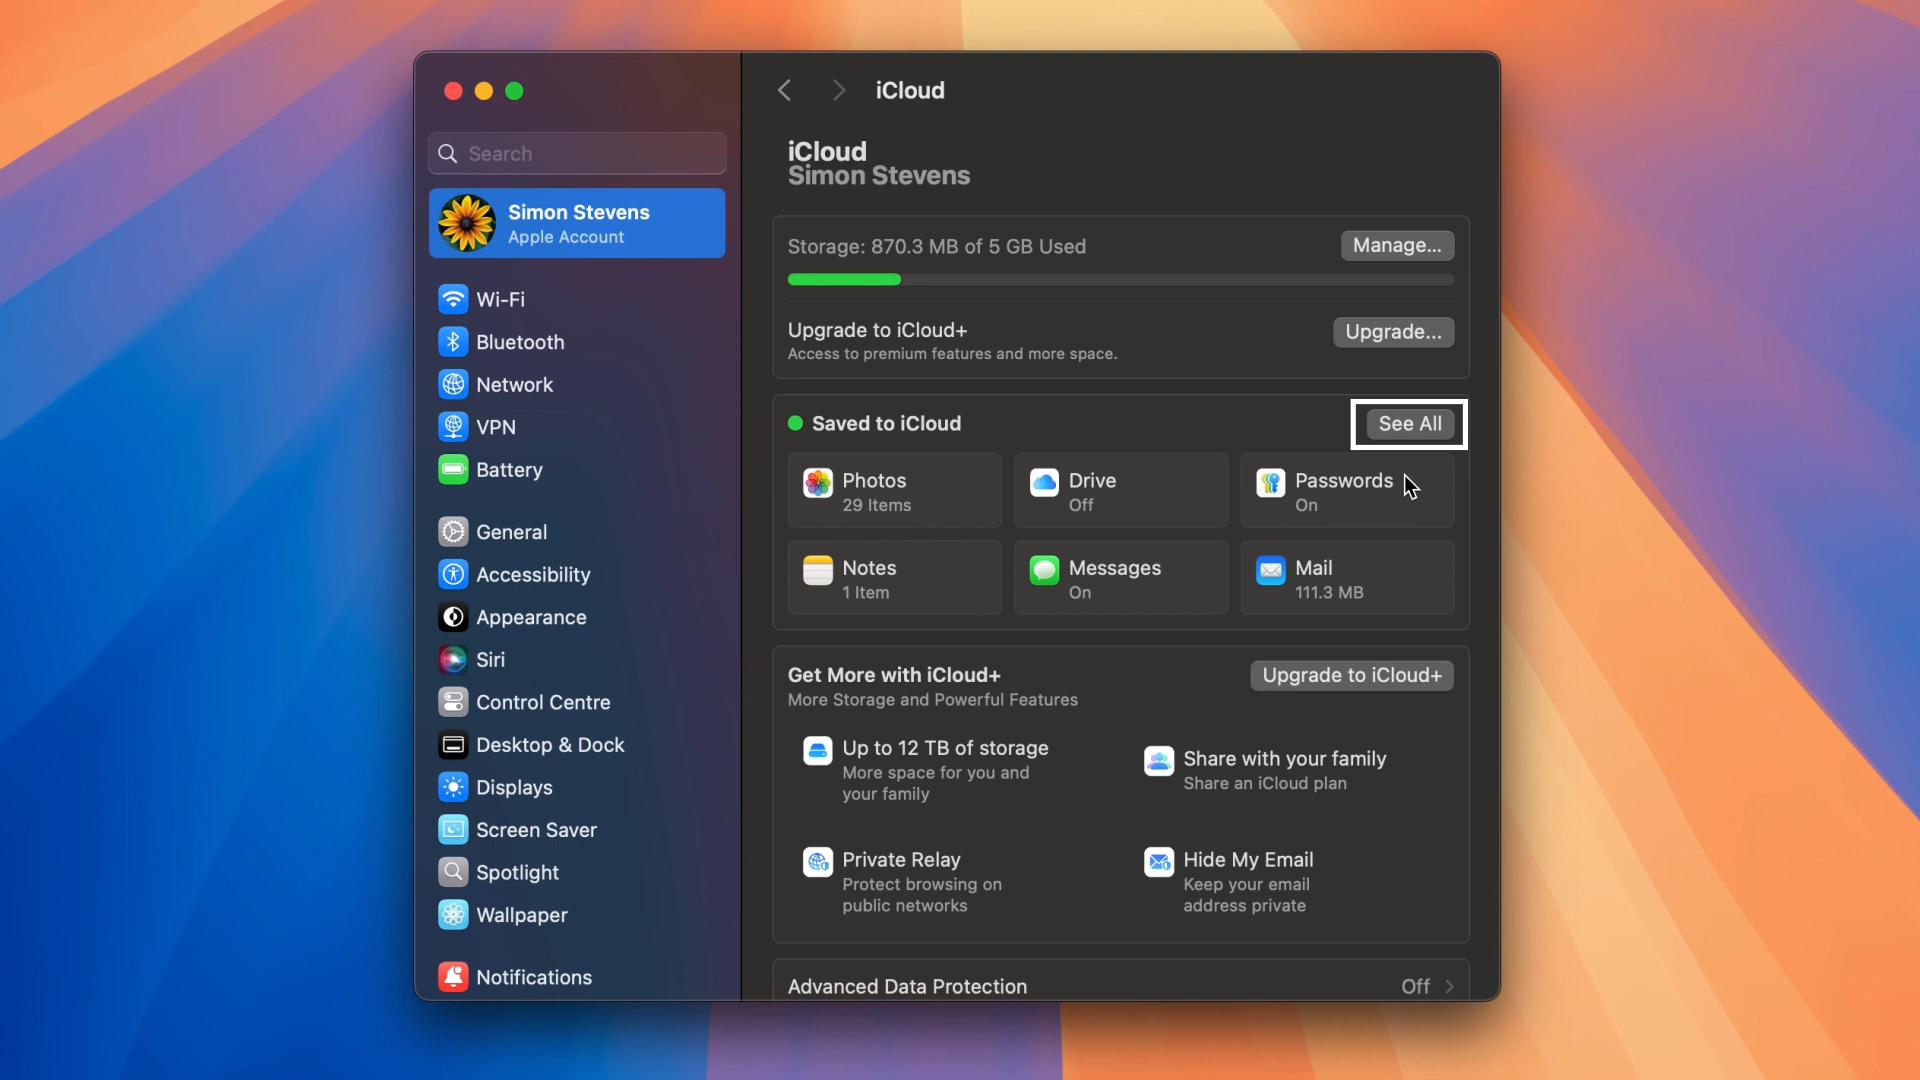 iCloud
Search
Simon Stevens
Apple Account
Wi-Fi
Bluetooth
Network
VPN
Battery
General
Accessibility
Appearance
Siri
Control Centre
Desktop & Dock
Displays
Screen Saver
Spotlight
Wallpaper
Notifications
iCloud
Simon Stevens
Storage: 870.3 MB of 5 GB Used
Manage...
Upgrade to iCloud+
Access to premium features and more space.
Upgrade...
Saved to iCloud
See All
Photos
29 Items
Drive
Off
Passwords
On
Notes
1 Item
Messages
On
Mail
111.3 MB
Get More with iCloud+
More Storage and Powerful Features
Upgrade to iCloud+
Up to 12 TB of storage
More space for you and
your family
Share with your family
Share an iCloud plan
Private Relay
Protect browsing on
public networks
Hide My Email
Keep your email
address private
Advanced Data Protection
Off